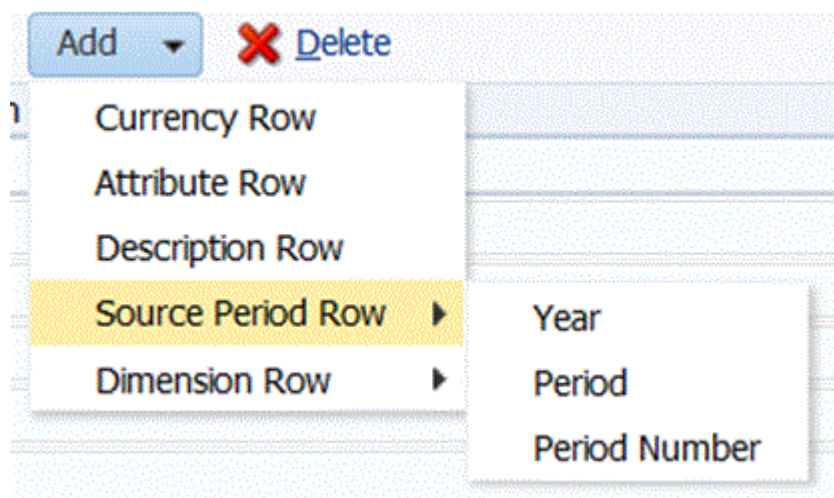 Add Delete
Currency Row
Attribute Row
Description Row
Source Period Row
Dimension Row
Year
Period
Period Number